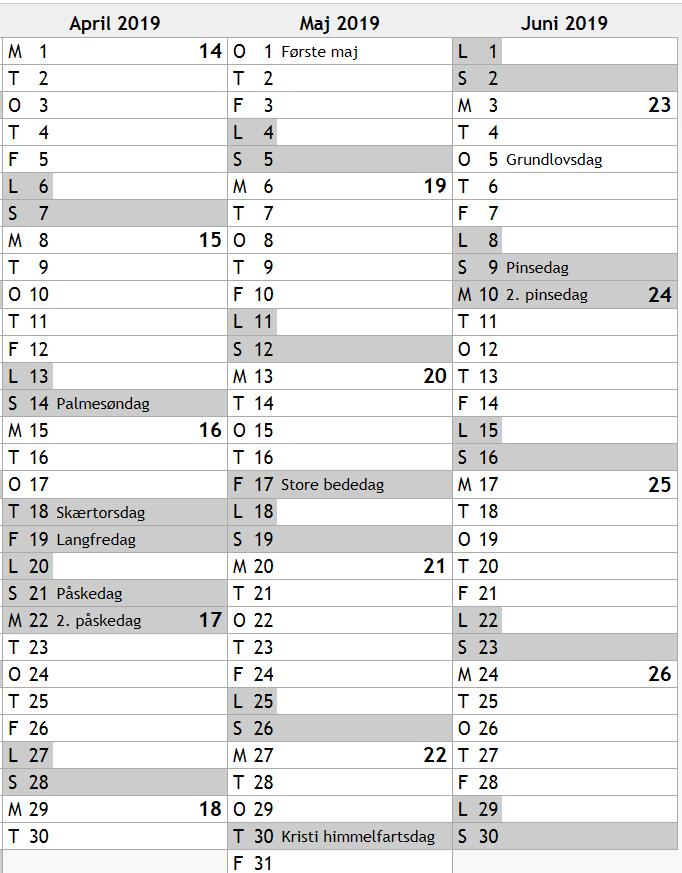 April 2019
M 1 14
T 2
O 3
T 4
F 5
L 6
S 7
M 8 15
T 9
O 10
T 11
F 12
L 13
S 14 Palmesøndag
M 15 16
T 16
O 17
T 18 Skærtorsdag
F 19 Langfredag
L 20
S 21 Påskedag
M 22 2. påskedag 17
T 23
O 24
T 25
F 26
L 27
S 28
M 29 18
T 30
Maj 2019
O 1 Første maj
T 2
F 3
L 4
S 5
M 6 19
T 7
O 8
T 9
F 10
L 11
S 12
M 13 20
T 14
O 15
T 16
F 17 Store bededag
L 18
S 19
M 20 21
T 21
O 22
T 23
F 24
L 25
S 26
M 27 22
T 28
O 29
T 30 Kristi himmelfartsdag
F 31
Juni 2019
L 1
S 2
M 3 23
T 4
O 5 Grundlovsdag
T 6
F 7
L 8
S 9 Pinsedag
M 10 2. pinsedag 24
T 11
O 12
T 13
F 14
L 15
S 16
M 17 25
T 18
O 19
T 20
F 21
L 22
S 23
M 24 26
T 25
O 26
T 27
F 28
L 29
S 30